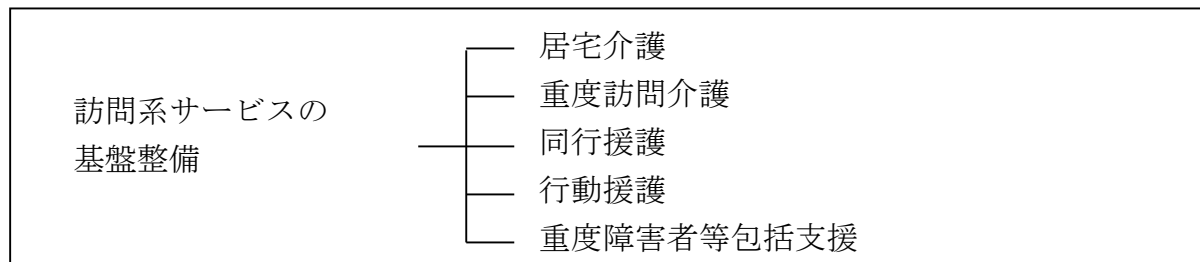 訪問系サービスの
基盤整備
居宅介護
重度訪問介護
同行援護
行動援護
重度障害者等包括支援